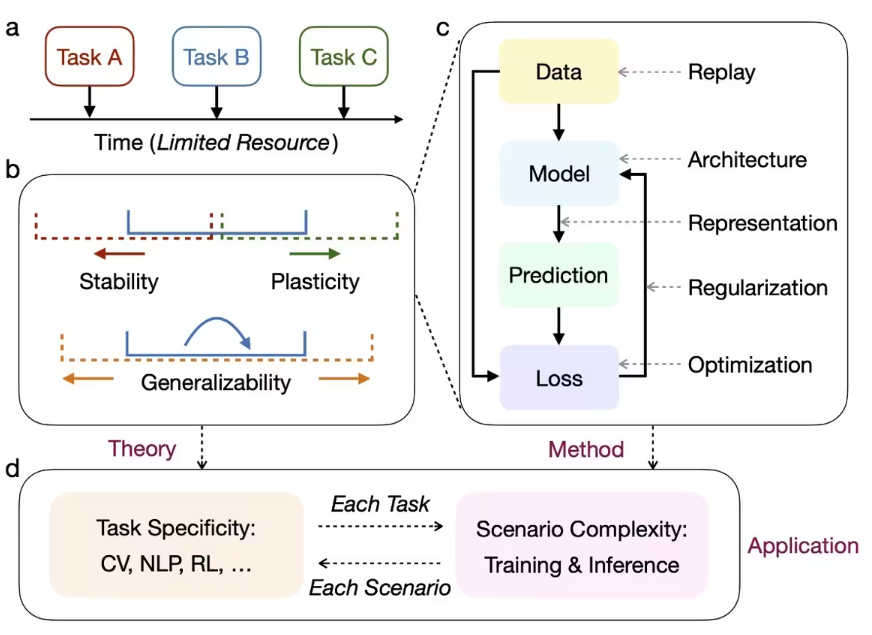 a
Task A
Task B
Task C
Time (Limited Resource)
b
Stability
Plasticity
Generalizability
c
Data
Replay
Model
Architecture
Representation
Prediction
Regularization
Loss
Optimization
Theory
Method
d
Task Specificity:
CV, NLP, RL, ...
Each Task
Each Scenario
Scenario Complexity:
Training & Inference
Application